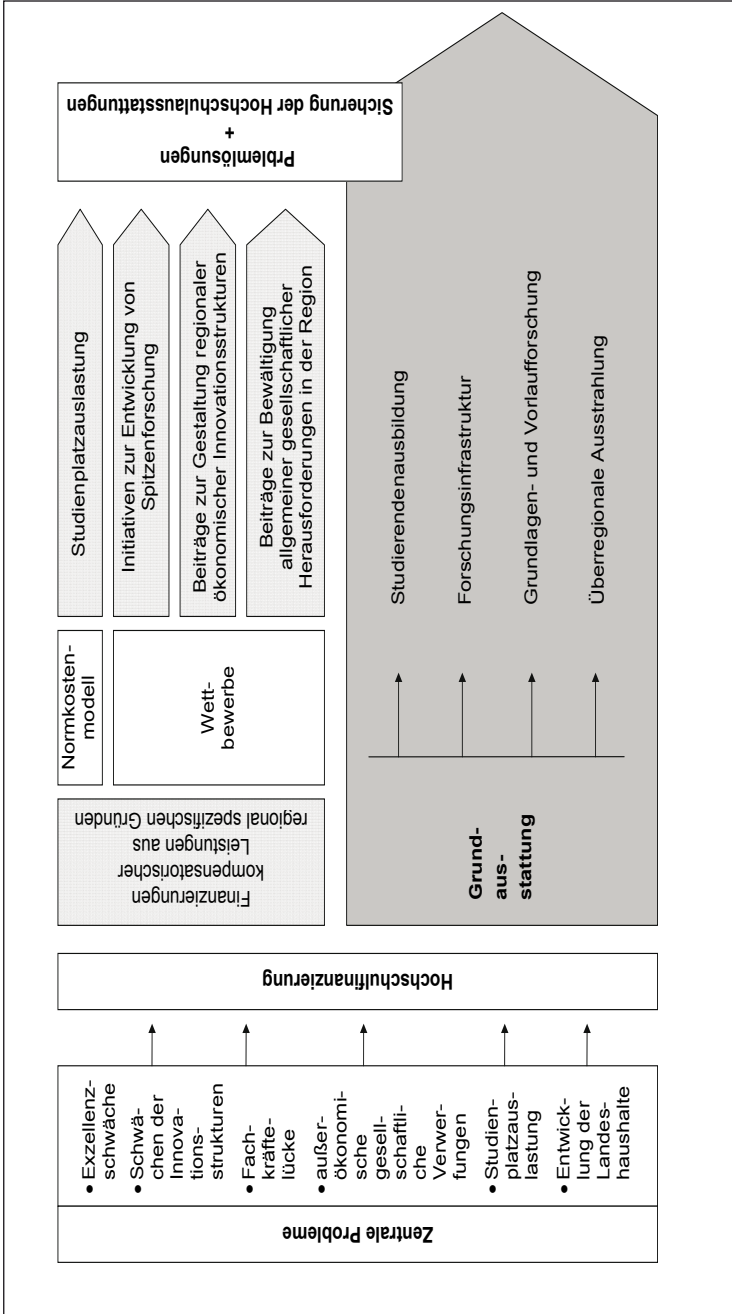 Zentrale Probleme
• Exzellenz-
schwäche
• Schwä-
chen der
Innova-
tions-
strukturen
• Fach-
kräfte-
lücke
• außer-
ökonomi-
sche
gesell-
schaftli-
che
Verwer-
fungen
• Studien-
platzaus-
lastung
• Entwick-
lung der
Landes-
haushalte
Hochschulfinanzierung
Finanzierungen
kompensatorischer
Leistungen aus
regional spezifischen Gründen
Normkosten-
modell
Wett-
bewerbe
Studienplatzauslastung
Initiativen zur Entwicklung von
Spitzenforschung
Beiträge zur Gestaltung regionaler
ökonomischer Innovationsstrukturen
Beiträge zur Bewältigung
allgemeiner gesellschaftlicher
Herausforderungen in der Region
Grund-
aus-
stattung
Studierendenausbildung
Forschungsinfrastruktur
Grundlagen- und Vorlaufforschung
Überregionale Ausstrahlung
Prblemlösungen
+
Sicherung der Hochschulausstattungen